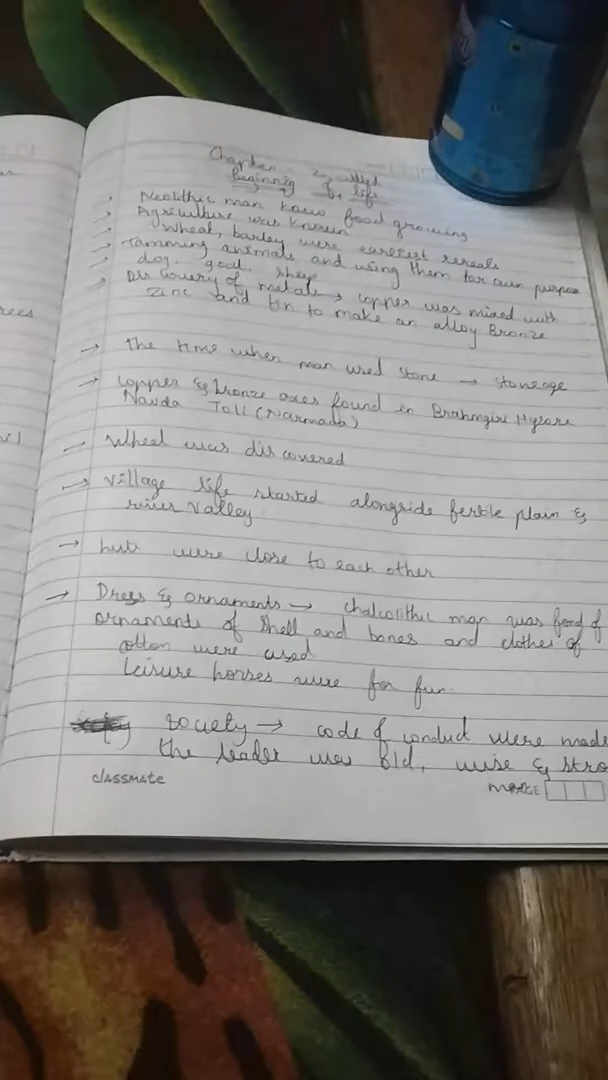 Chapter 2
Beginning of settled life
→ Neolithic man knew food growing
→ Agriculture was known
→ Wheat, barley were earliest cereals
→ Tamming animals and using them for own purpose
→ dog, goat, sheep
→ Discovery of metals → copper was mixed with
zinc and tin to make an alloy Bronze
→ The time when man used stone → stoneage
→ copper & bronze axes found in Brahmgiri Mysore
Navda Toli (Narmada)
→ Wheel was discovered
→ Village life started alongside fertile plain &
river valley
→ huts were close to each other
→ Dress & ornaments → chalcolithic man was fond of
ornaments of shell and bones and clothes of
cotton were used
Leisure horses were for fun.
society → code of conduct were made
the leader was old, wise & stro
classmate
PAGE
rees